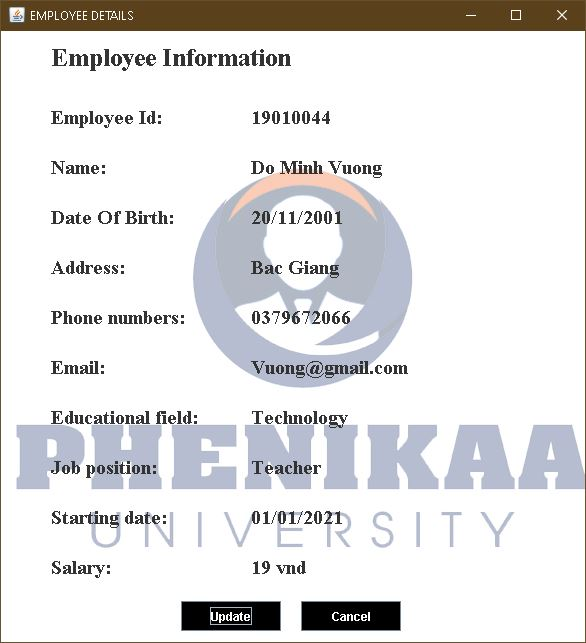 EMPLOYEE DETAILS
Employee Information
Employee Id: 19010044
Name: Do Minh Vuong
Date Of Birth: 20/11/2001
Address: Bac Giang
Phone numbers: 0379672066
Email: Vuong@gmail.com
Educational field: Technology
PHENIKAA
Job position: Teacher
Starting date: 01/01/2021
UNIVERSITY
Salary: 19 vnd
Update Cancel